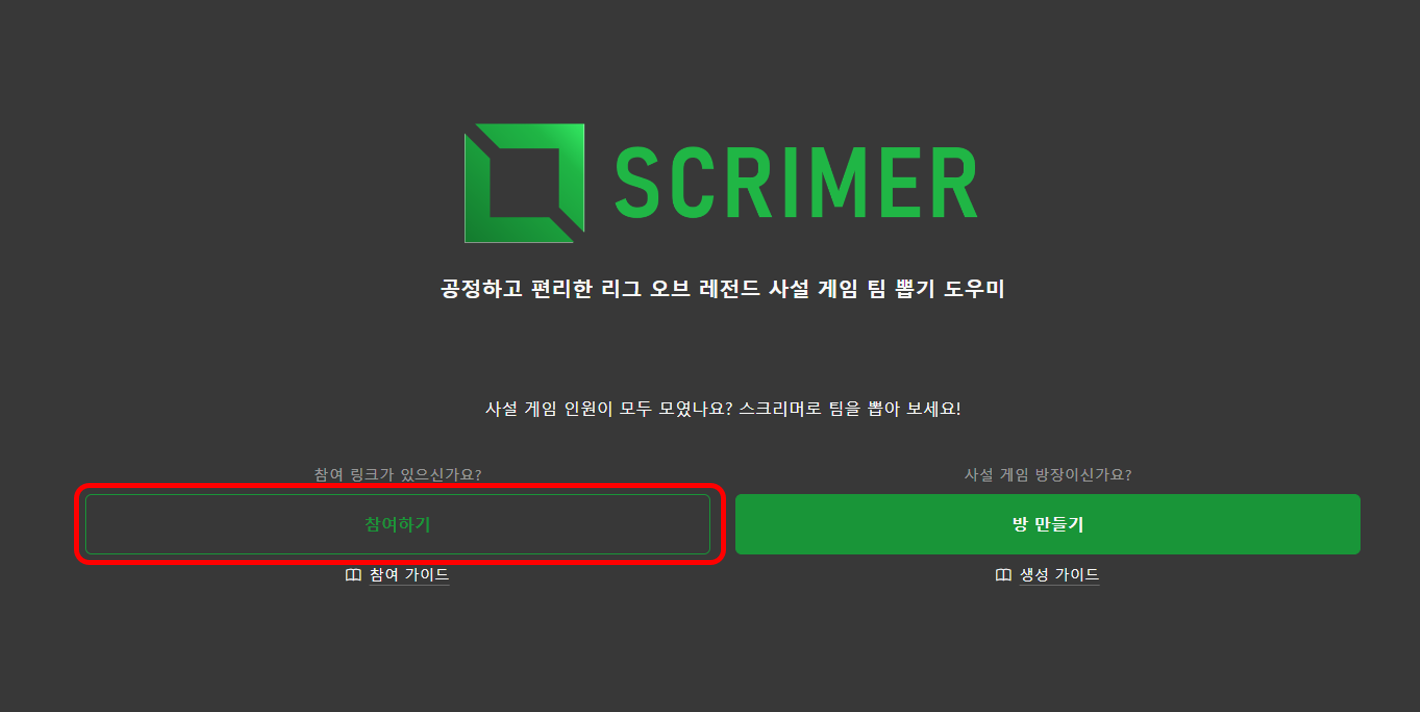 SCRIMER
공정하고 편리한 리그 오브 레전드 사설 게임 팀 뽑기 도우미
사설 게임 인원이 모두 모였나요? 스크리머로 팀을 뽑아 보세요!
참여 링크가 있으신가요?
참여하기
참여 가이드
사설 게임 방장이신가요?
방 만들기
생성 가이드